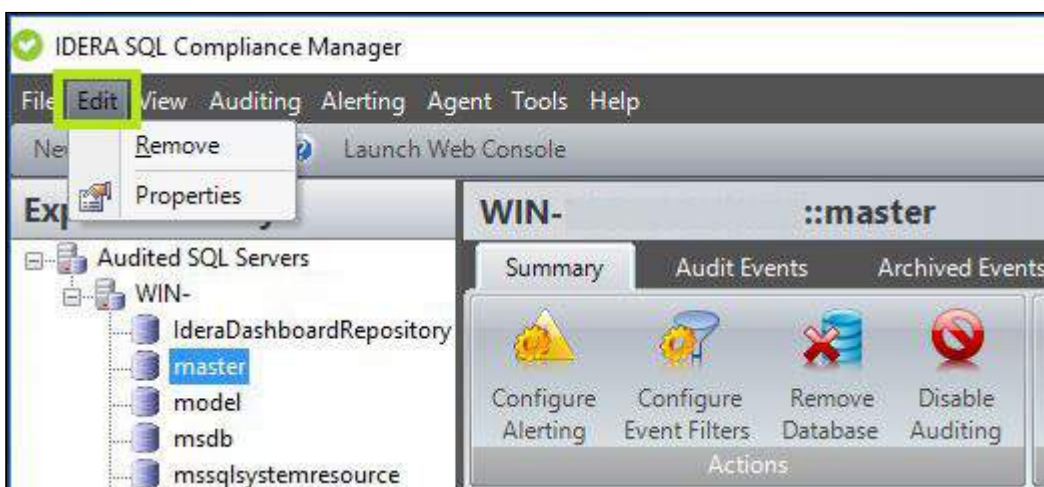 IDERA SQL Compliance Manager
File Edit View Auditing Alerting Agent Tools Help
Launch Web Console
Remove
Properties
WIN- ::master
Audited SQL Servers
WIN-
IderaDashboardRepository
master
model
msdb
mssqlsystemresource
Summary Audit Events Archived Events
Configure Alerting
Configure Event Filters
Remove Database
Disable Auditing
Actions